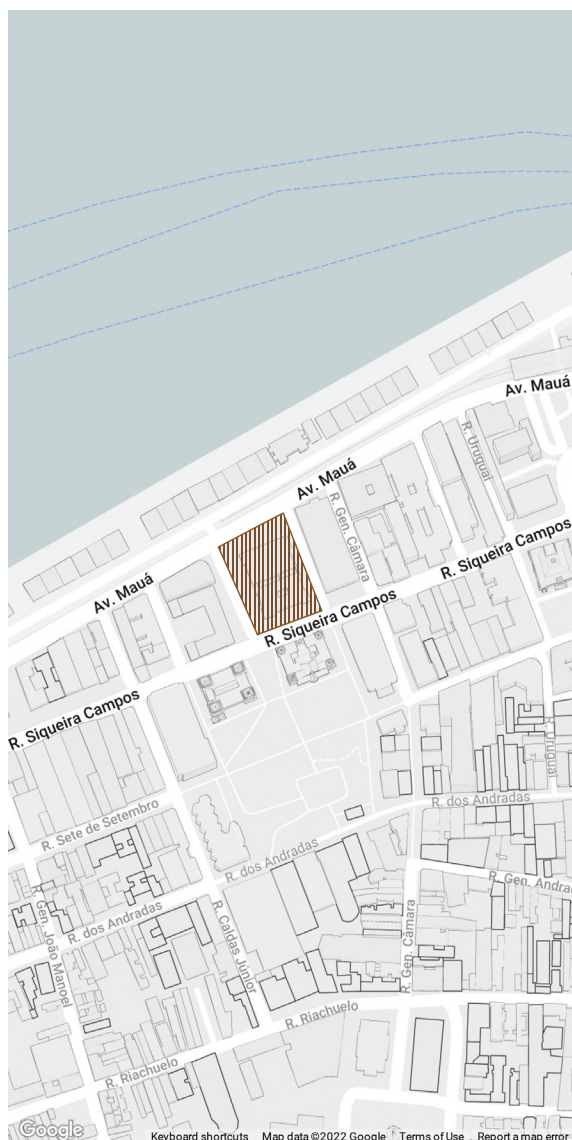 Av. Mauá
R. Uruguai
Av. Mauá
R. Gen. Câmara
R. Siqueira Campos
Av. Mauá
R. Siqueira Campos
R. Siqueira Campos
R. Uruguai
R. dos Andradas
R. Sete de Setembro
R. dos Andradas
R. Gen. Andra
R. Gen. João Manoel
R. dos Andradas
R. Caldas Júnior
R. Gen. Câmara
R. Riachuelo
R. Riachuelo
Google
Keyboard shortcuts Map data ©2022 Google Terms of Use Report a map error